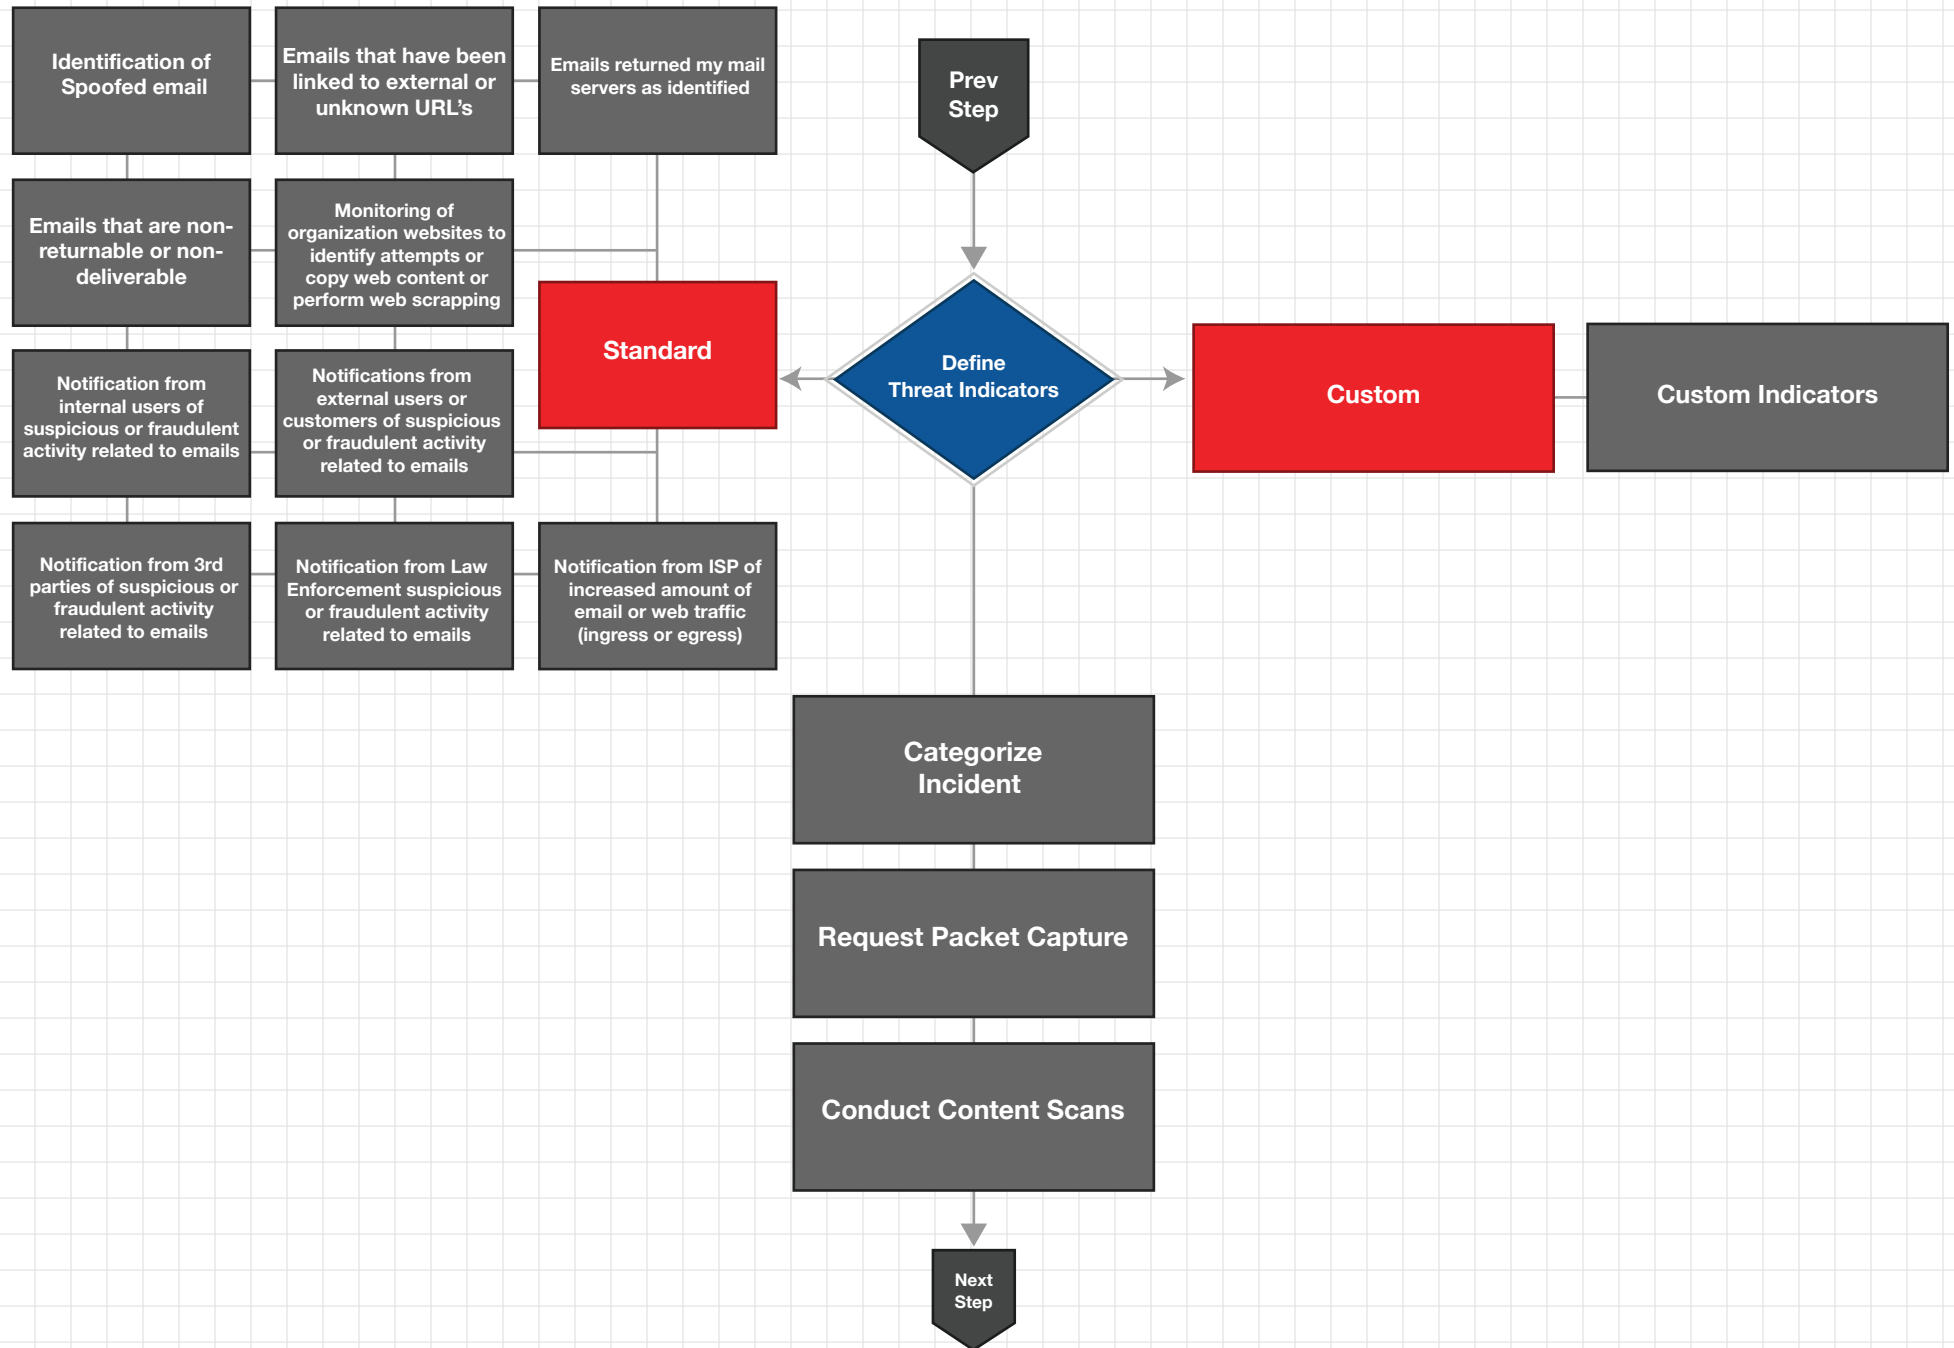 Identification of
Spoofed email
Emails that have been
linked to external or
unknown URL's
Emails returned my mail
servers as identified
Prev
Step
Emails that are non-
returnable or non-
deliverable
Monitoring of
organization websites to
identify attempts or
copy web content or
perform web scrapping
Standard
Define
Threat Indicators
Custom
Custom Indicators
Notification from
internal users of
suspicious or fraudulent
activity related to emails
Notifications from
external users or
customers of suspicious
or fraudulent activity
related to emails
Notification from 3rd
parties of suspicious or
fraudulent activity
related to emails
Notification from Law
Enforcement suspicious
or fraudulent activity
related to emails
Notification from ISP of
increased amount of
email or web traffic
(ingress or egress)
Categorize
Incident
Request Packet Capture
Conduct Content Scans
Next
Step